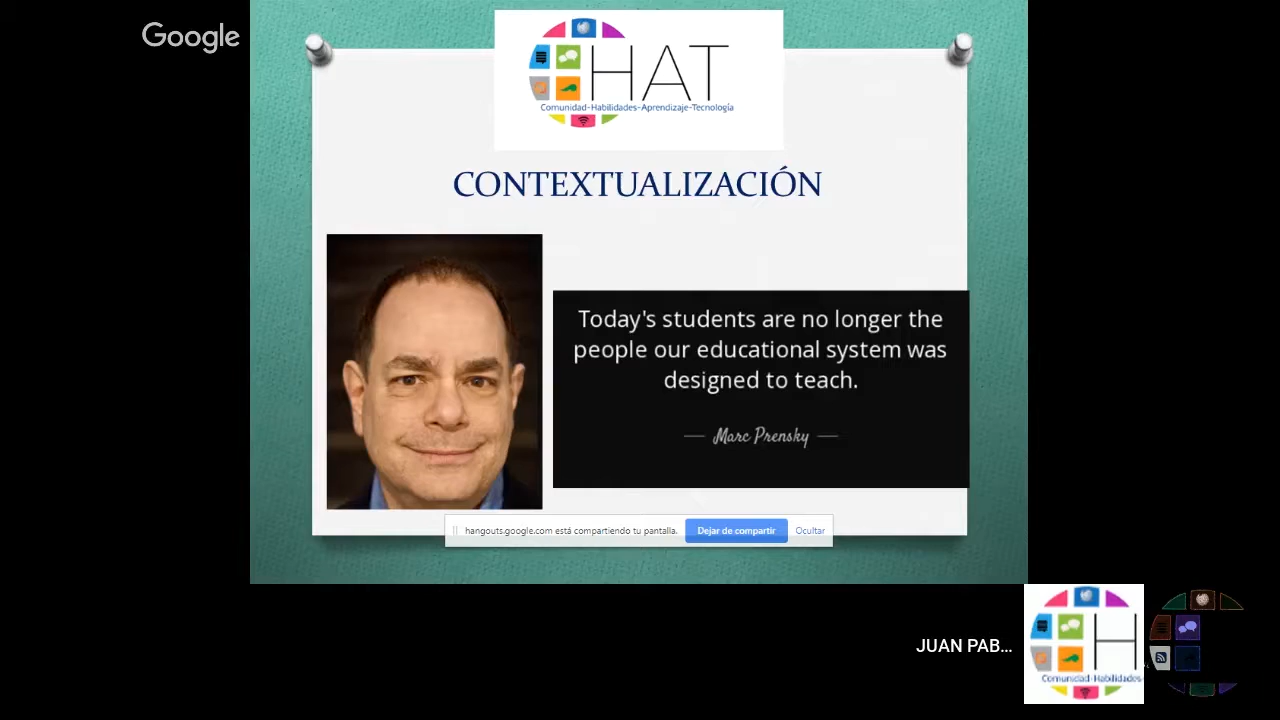 Google
HAT
Comunidad-Habilidades-Aprendizaje-Tecnología
CONTEXTUALIZACIÓN
Today's students are no longer the
people our educational system was
designed to teach.
Marc Prensky
hangouts.google.com está compartiendo tu pantalla.
Dejar de compartir
Ocultar
JUAN PAB...
H
Comunidad-Habilidades-